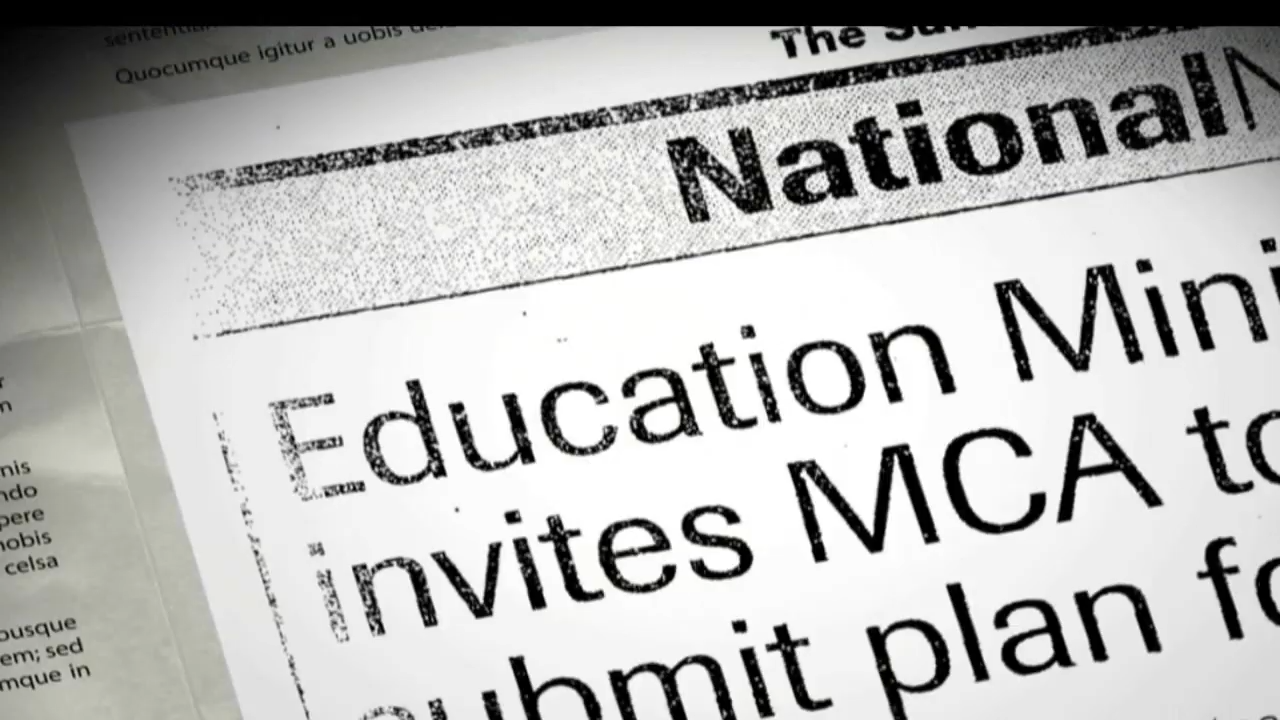 Quocumque igitur a uobis
The Sun
National
Education Mini
invites MCA to
submit plan fo
nis
ndo
pere
nobis
celsa
ousque
em; sed
mque in